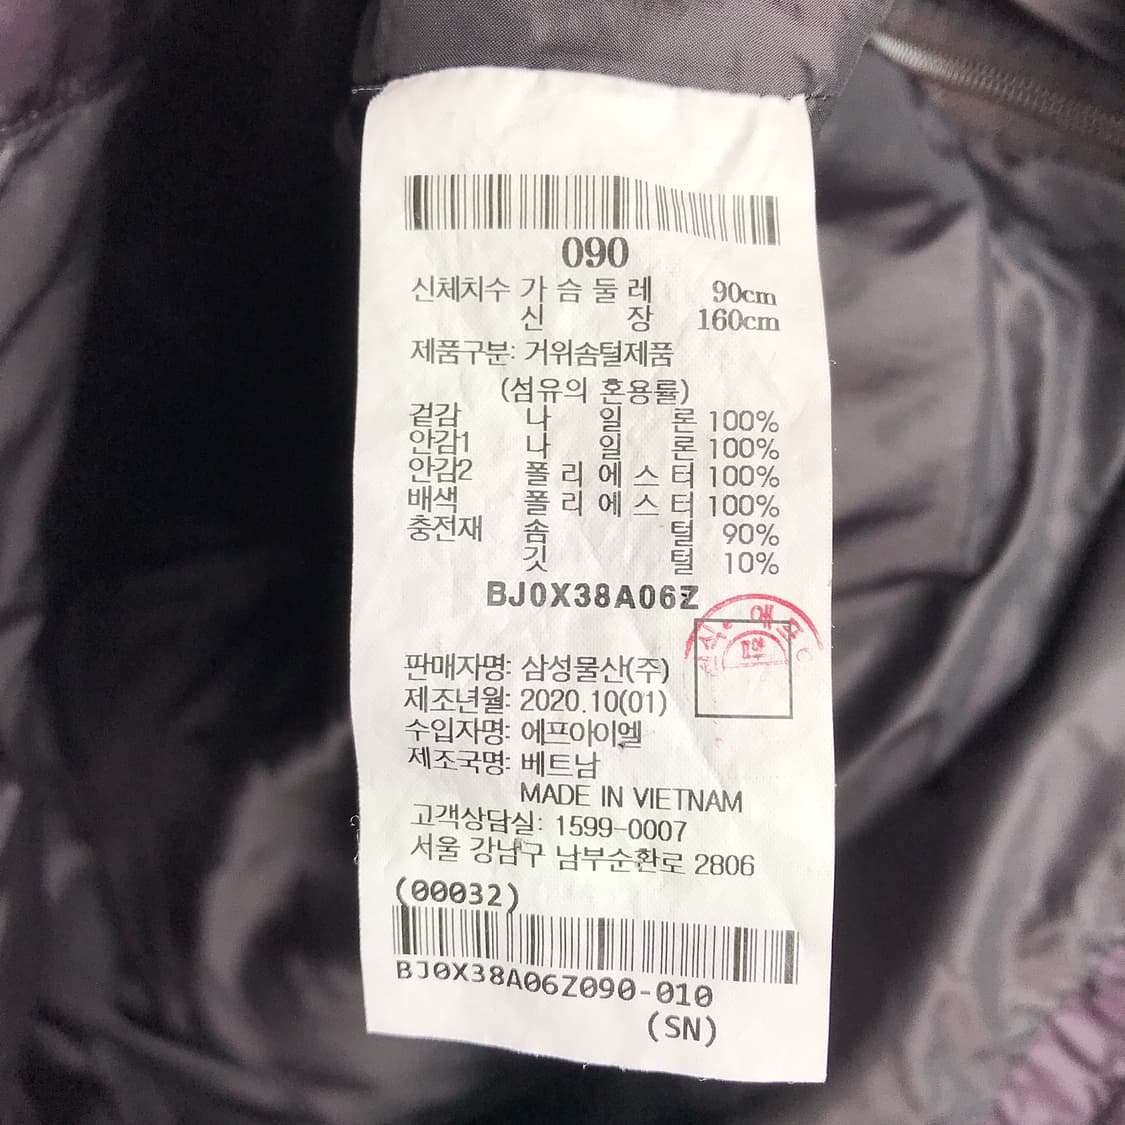 090
신체치수 가 슴 둘 레 90cm
신 장 160cm
제품구분: 거위솜털제품
(섬유의 혼용률)
겉감 나 일 론 100%
안감1 나 일 론 100%
안감2 폴 리 에 스 터 100%
배색 폴 리 에 스 터 100%
충전재 솜 털 90%
깃 털 10%
BJ0X38A06Z
판매자명: 삼성물산(주)
제조년월: 2020.10(01)
수입자명: 에프아이엘
제조국명: 베트남
MADE IN VIETNAM
고객상담실: 1599-0007
서울 강남구 남부순환로 2806
(00032)
BJ0X38A06Z090-010
(SN)